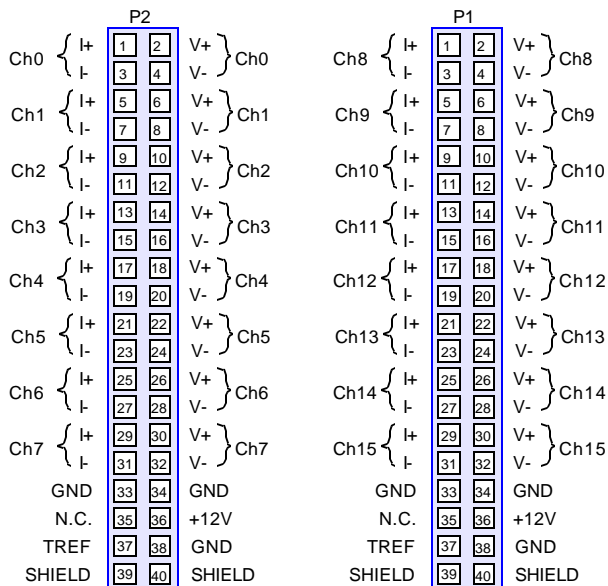 P2 P1
I+ 1 2 V+ I+ 1 2 V+
Ch0 Ch0 Ch8 Ch8
I- 3 4 V- I- 3 4 V-
I+ 5 6 V+ I+ 5 6 V+
Ch1 Ch1 Ch9 Ch9
I- 7 8 V- I- 7 8 V-
I+ 9 10 V+ I+ 9 10 V+
Ch2 Ch2 Ch10 Ch10
I- 11 12 V- I- 11 12 V-
I+ 13 14 V+ I+ 13 14 V+
Ch3 Ch3 Ch11 Ch11
I- 15 16 V- I- 15 16 V-
I+ 17 18 V+ I+ 17 18 V+
Ch4 Ch4 Ch12 Ch12
I- 19 20 V- I- 19 20 V-
I+ 21 22 V+ I+ 21 22 V+
Ch5 Ch5 Ch13 Ch13
I- 23 24 V- I- 23 24 V-
I+ 25 26 V+ I+ 25 26 V+
Ch6 Ch6 Ch14 Ch14
I- 27 28 V- I- 27 28 V-
I+ 29 30 V+ I+ 29 30 V+
Ch7 Ch7 Ch15 Ch15
I- 31 32 V- I- 31 32 V-
GND 33 34 GND GND 33 34 GND
N.C. 35 36 +12V N.C. 35 36 +12V
TREF 37 38 GND TREF 37 38 GND
SHIELD 39 40 SHIELD SHIELD 39 40 SHIELD